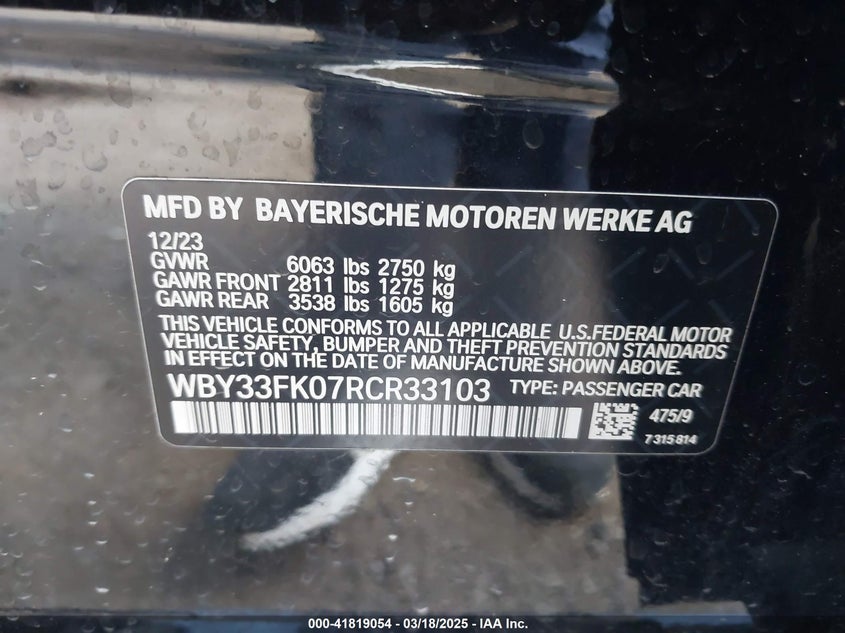 MFD BY BAYERISCHE MOTOREN WERKE AG
12/23
GVWR 6063 lbs 2750 kg
GAWR FRONT 2811 lbs 1275 kg
GAWR REAR 3538 lbs 1605 kg
THIS VEHICLE CONFORMS TO ALL APPLICABLE U.S.FEDERAL MOTOR
VEHICLE SAFETY, BUMPER AND THEFT PREVENTION STANDARDS
IN EFFECT ON THE DATE OF MANUFACTURE SHOWN ABOVE.
WBY33FK07RCR33103 TYPE: PASSENGER CAR
475/9
7 315 814
000-41819054 - 03/18/2025 - IAA Inc.